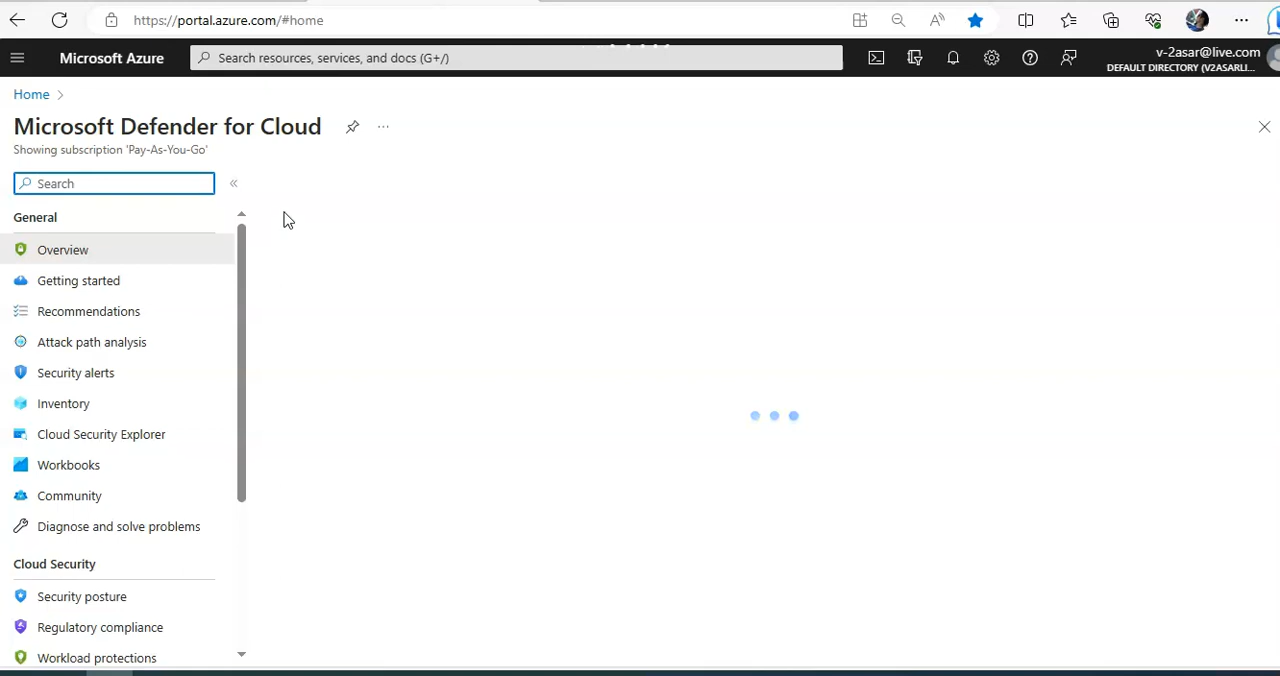 https://portal.azure.com/#home
Microsoft Azure
Search resources, services, and docs (G+/)
v-2asar@live.com
DEFAULT DIRECTORY (V2ASARLI...
Home
Microsoft Defender for Cloud
...
Showing subscription 'Pay-As-You-Go'
Search
«
General
Overview
Getting started
Recommendations
Attack path analysis
Security alerts
Inventory
Cloud Security Explorer
Workbooks
Community
Diagnose and solve problems
Cloud Security
Security posture
Regulatory compliance
Workload protections